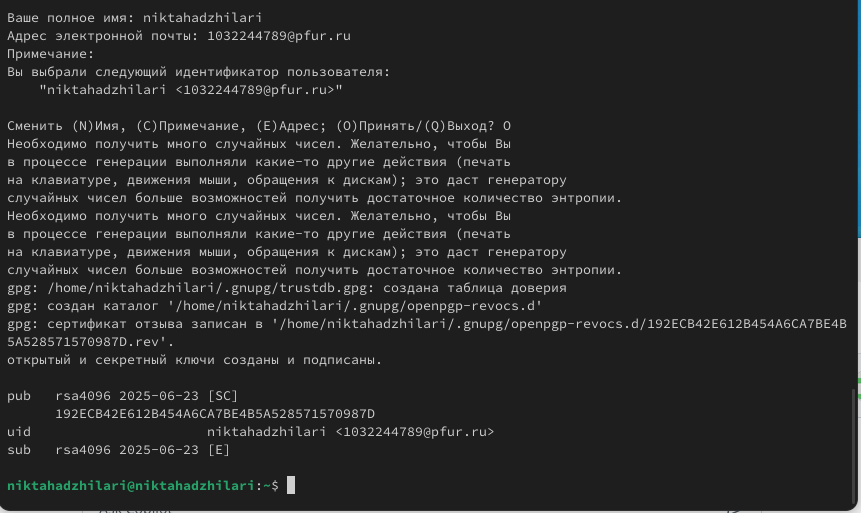 Ваше полное имя: niktahadzhilari
Адрес электронной почты: 1032244789@pfur.ru
Примечание:
Вы выбрали следующий идентификатор пользователя:
"niktahadzhilari <1032244789@pfur.ru>"
Сменить (N)Имя, (C)Примечание, (E)Адрес; (O)Принять/(Q)Выход? O
Необходимо получить много случайных чисел. Желательно, чтобы Вы
в процессе генерации выполняли какие-то другие действия (печать
на клавиатуре, движения мыши, обращения к дискам); это даст генератору
случайных чисел больше возможностей получить достаточное количество энтропии.
Необходимо получить много случайных чисел. Желательно, чтобы Вы
в процессе генерации выполняли какие-то другие действия (печать
на клавиатуре, движения мыши, обращения к дискам); это даст генератору
случайных чисел больше возможностей получить достаточное количество энтропии.
gpg: /home/niktahadzhilari/.gnupg/trustdb.gpg: создана таблица доверия
gpg: создан каталог '/home/niktahadzhilari/.gnupg/openpgp-revocs.d'
gpg: сертификат отзыва записан в '/home/niktahadzhilari/.gnupg/openpgp-revocs.d/192ECB42E612B454A6CA7BE4B
5A528571570987D.rev'.
открытый и секретный ключи созданы и подписаны.
pub   rsa4096 2025-06-23 [SC]
192ECB42E612B454A6CA7BE4B5A528571570987D
uid                      niktahadzhilari <1032244789@pfur.ru>
sub   rsa4096 2025-06-23 [E]
niktahadzhilari@niktahadzhilari:~$